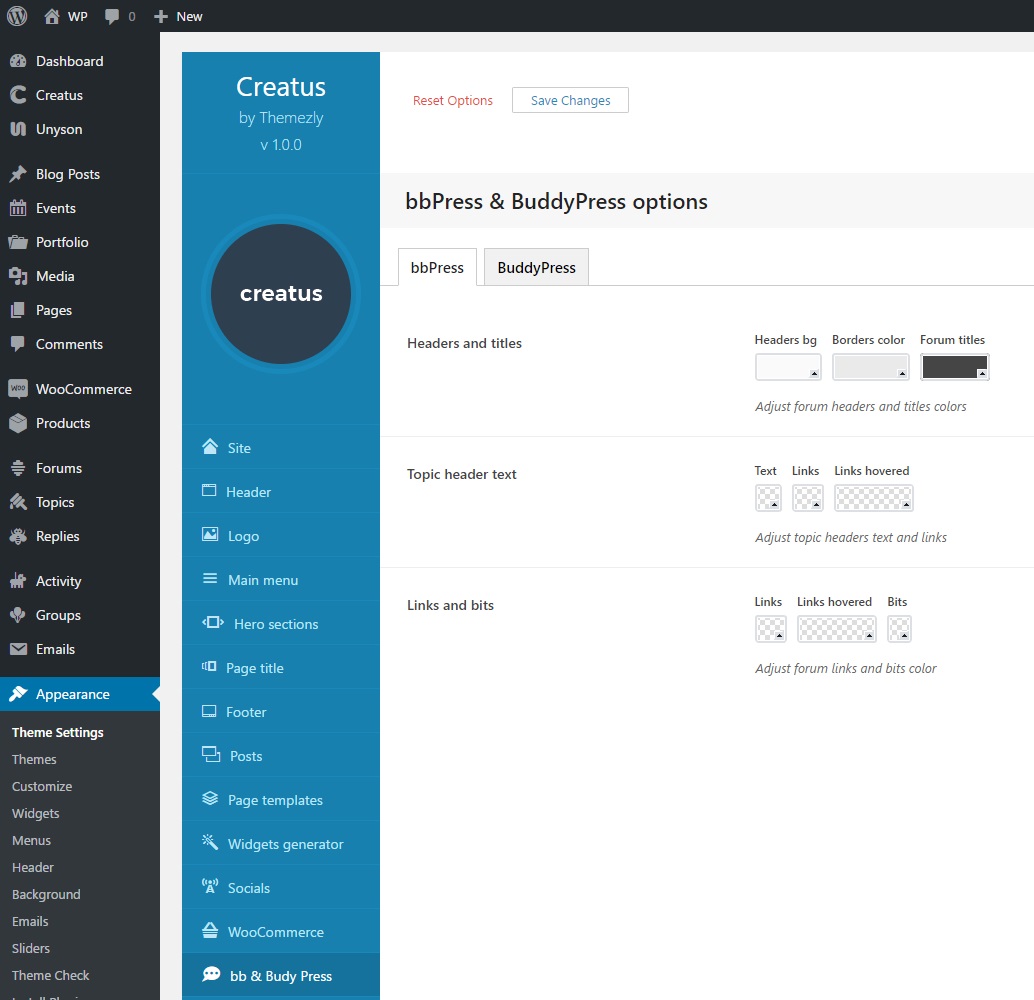 WP
0
New
Dashboard
Creatus
Unyson
Blog Posts
Events
Portfolio
Media
Pages
Comments
WOO
WooCommerce
Products
Forums
Topics
Replies
Activity
Groups
Emails
Appearance
Theme Settings
Themes
Customize
Widgets
Menus
Header
Background
Emails
Sliders
Theme Check
Creatus
by Themezly
v 1.0.0
creatus
Site
Header
Logo
Main menu
Hero sections
Page title
Footer
Posts
Page templates
Widgets generator
Socials
WooCommerce
bb & Budy Press
Reset Options
Save Changes
bbPress & BuddyPress options
bbPress
BuddyPress
Headers and titles
Headers bg Borders color Forum titles
Adjust forum headers and titles colors
Topic header text
Text Links Links hovered
Adjust topic headers text and links
Links and bits
Links Links hovered Bits
Adjust forum links and bits color